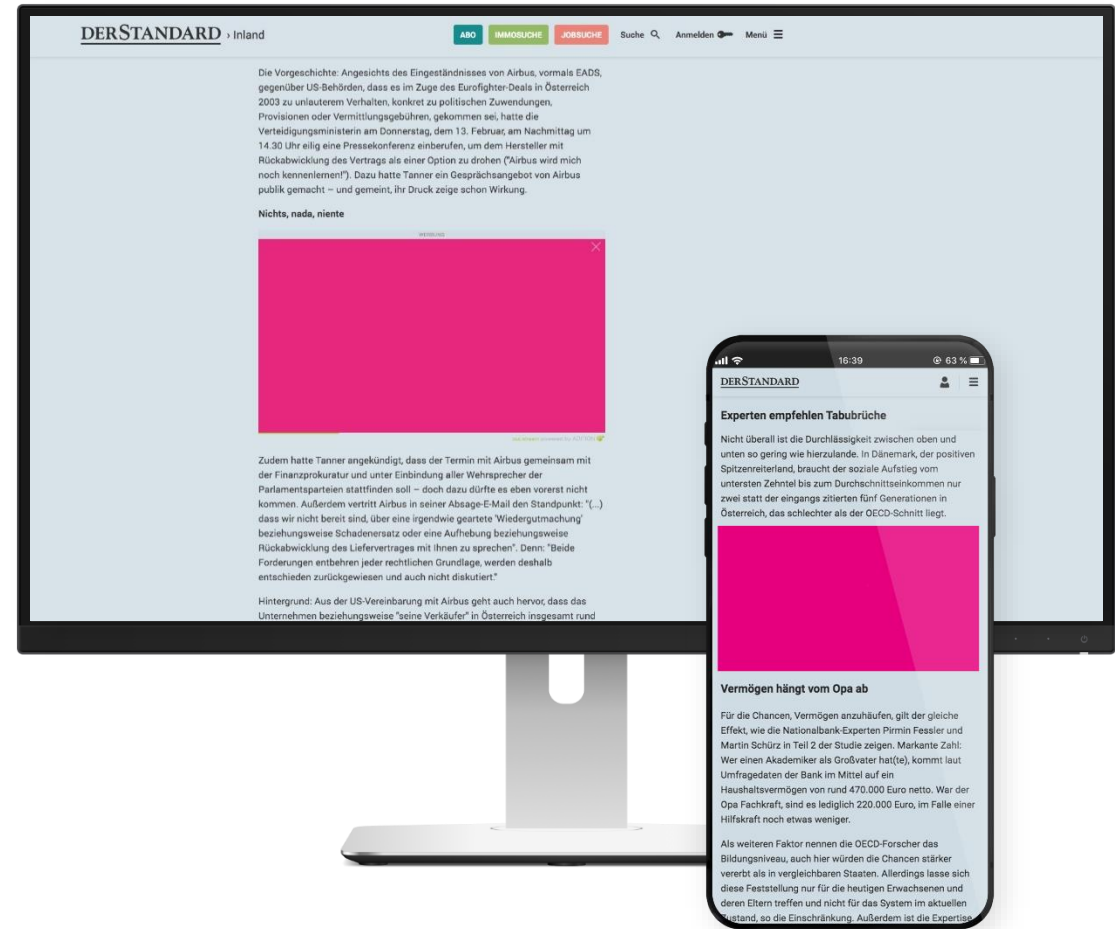 DERSTANDARD › Inland
ABO IMMOSUCHE JOBSUCHE Suche Anmelden Menü
Die Vorgeschichte: Angesichts des Eingeständnisses von Airbus, vormals EADS,
gegenüber US-Behörden, dass es im Zuge des Eurofighter-Deals in Österreich
2003 zu unlauterem Verhalten, konkret zu politischen Zuwendungen,
Provisionen oder Vermittlungsgebühren, gekommen sei, hatte die
Verteidigungsministerin am Donnerstag, dem 13. Februar, am Nachmittag um
14.30 Uhr eilig eine Pressekonferenz einberufen, um dem Hersteller mit
Rückabwicklung des Vertrags als einer Option zu drohen ("Airbus wird mich
noch kennenlernen!"). Dazu hatte Tanner ein Gesprächsangebot von Airbus
publik gemacht – und gemeint, ihr Druck zeige schon Wirkung.
Nichts, nada, niente
WERBUNG
Zudem hatte Tanner angekündigt, dass der Termin mit Airbus gemeinsam mit
der Finanzprokuratur und unter Einbindung aller Wehrsprecher der
Parlamentsparteien stattfinden soll – doch dazu dürfte es eben vorerst nicht
kommen. Außerdem vertritt Airbus in seiner Absage-E-Mail den Standpunkt: "(...)
dass wir nicht bereit sind, über eine irgendwie geartete 'Wiedergutmachung'
beziehungsweise Schadenersatz oder eine Aufhebung beziehungsweise
Rückabwicklung des Liefervertrages mit Ihnen zu sprechen". Denn: "Beide
Forderungen entbehren jeder rechtlichen Grundlage, werden deshalb
entschieden zurückgewiesen und auch nicht diskutiert."
Hintergrund: Aus der US-Vereinbarung mit Airbus geht auch hervor, dass das
Unternehmen beziehungsweise "seine Verkäufer" in Österreich insgesamt rund
16:39 63 %
DERSTANDARD
Experten empfehlen Tabubrüche
Nicht überall ist die Durchlässigkeit zwischen oben und
unten so gering wie hierzulande. In Dänemark, der positiven
Spitzenreiterland, braucht der soziale Aufstieg vom
untersten Zehntel bis zum Durchschnittseinkommen nur
zwei statt der eingangs zitierten fünf Generationen in
Österreich, das schlechter als der OECD-Schnitt liegt.
Vermögen hängt vom Opa ab
Für die Chancen, Vermögen anzuhäufen, gilt der gleiche
Effekt, wie die Nationalbank-Experten Pirmin Fessler und
Martin Schürz in Teil 2 der Studie zeigen. Markante Zahl:
Wer einen Akademiker als Großvater hat(te), kommt laut
Umfragedaten der Bank im Mittel auf ein
Haushaltsvermögen von rund 470.000 Euro netto. War der
Opa Fachkraft, sind es lediglich 220.000 Euro, im Falle einer
Hilfskraft noch etwas weniger.
Als weiteren Faktor nennen die OECD-Forscher das
Bildungsniveau, auch hier würden die Chancen stärker
vererbt als in vergleichbaren Staaten. Allerdings lasse sich
diese Feststellung nur für die heutigen Erwachsenen und
deren Eltern treffen und nicht für das System im aktuellen
Zustand, so die Einschränkung. Außerdem ist die Expertise